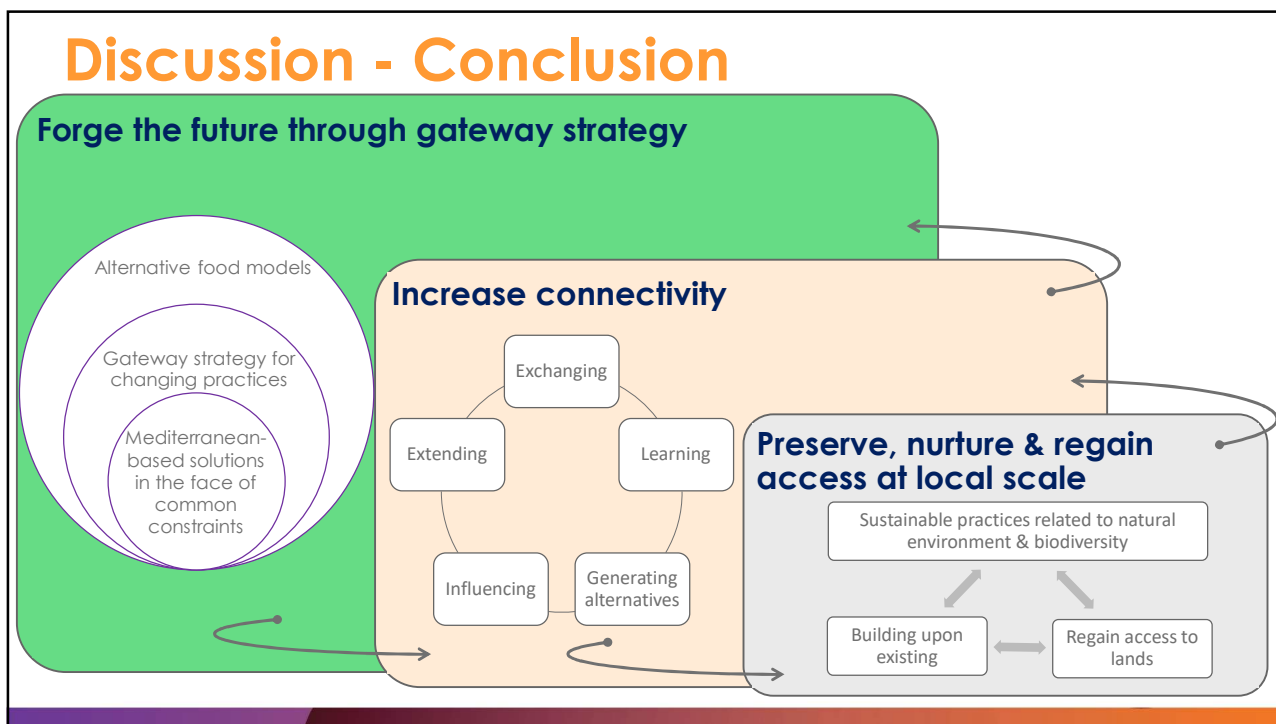 Discussion - Conclusion
Forge the future through gateway strategy
Alternative food models
Gateway strategy for
changing practices
Mediterranean-
based solutions
in the face of
common
constraints
Increase connectivity
Exchanging
Learning
Generating
alternatives
Influencing
Extending
Preserve, nurture & regain
access at local scale
Sustainable practices related to natural
environment & biodiversity
Building upon
existing
Regain access to
lands